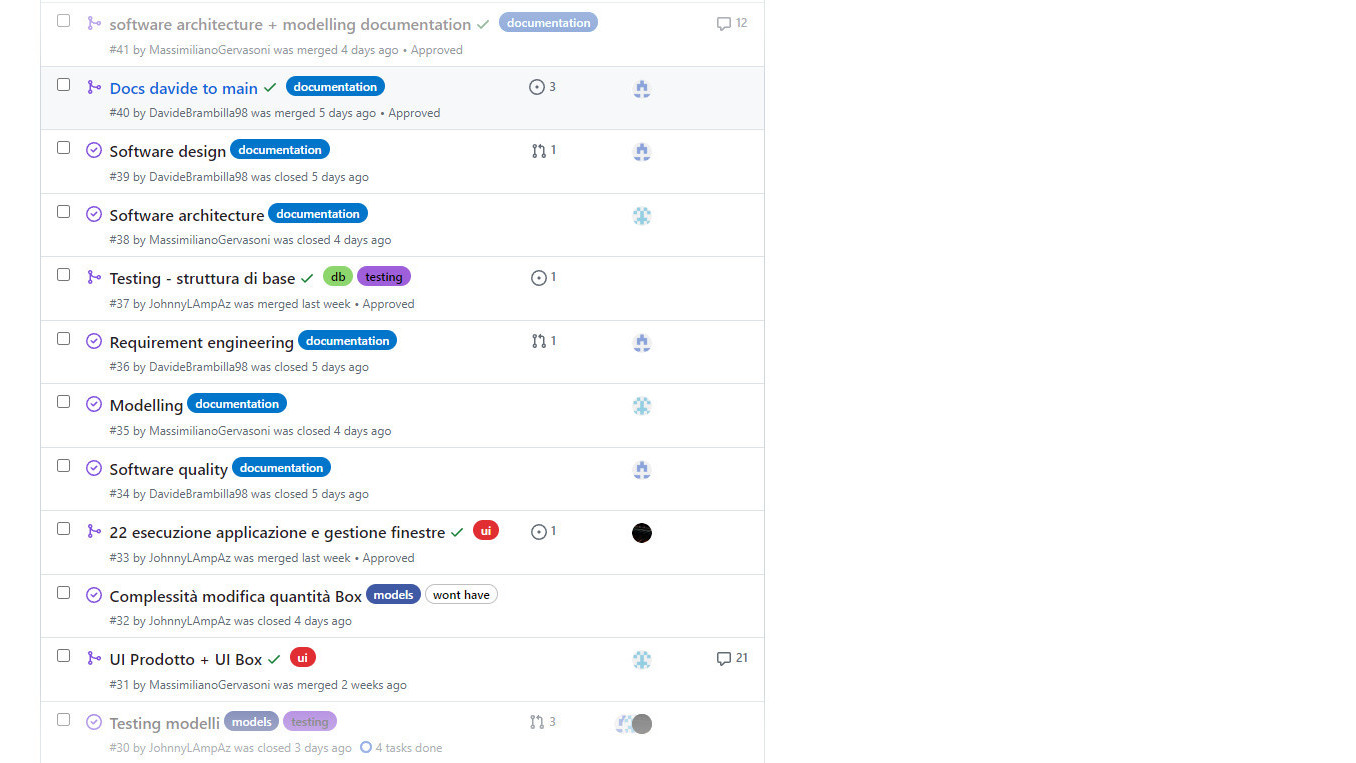 software architecture + modelling documentation documentation 12
#41 by MassimilianoGervasoni was merged 4 days ago • Approved
Docs davide to main documentation 3
#40 by DavideBrambilla98 was merged 5 days ago • Approved
Software design documentation 1
#39 by DavideBrambilla98 was closed 5 days ago
Software architecture documentation
#38 by MassimilianoGervasoni was closed 4 days ago
Testing - struttura di base db testing 1
#37 by JohnnyLAmpAz was merged last week • Approved
Requirement engineering documentation 1
#36 by DavideBrambilla98 was closed 5 days ago
Modelling documentation
#35 by MassimilianoGervasoni was closed 4 days ago
Software quality documentation
#34 by DavideBrambilla98 was closed 5 days ago
22 esecuzione applicazione e gestione finestre ui 1
#33 by JohnnyLAmpAz was merged last week • Approved
Complessità modifica quantità Box models wont have
#32 by JohnnyLAmpAz was closed 4 days ago
UI Prodotto + UI Box ui 21
#31 by MassimilianoGervasoni was merged 2 weeks ago
Testing modelli models testing 3
#30 by JohnnyLAmpAz was closed 3 days ago 4 tasks done